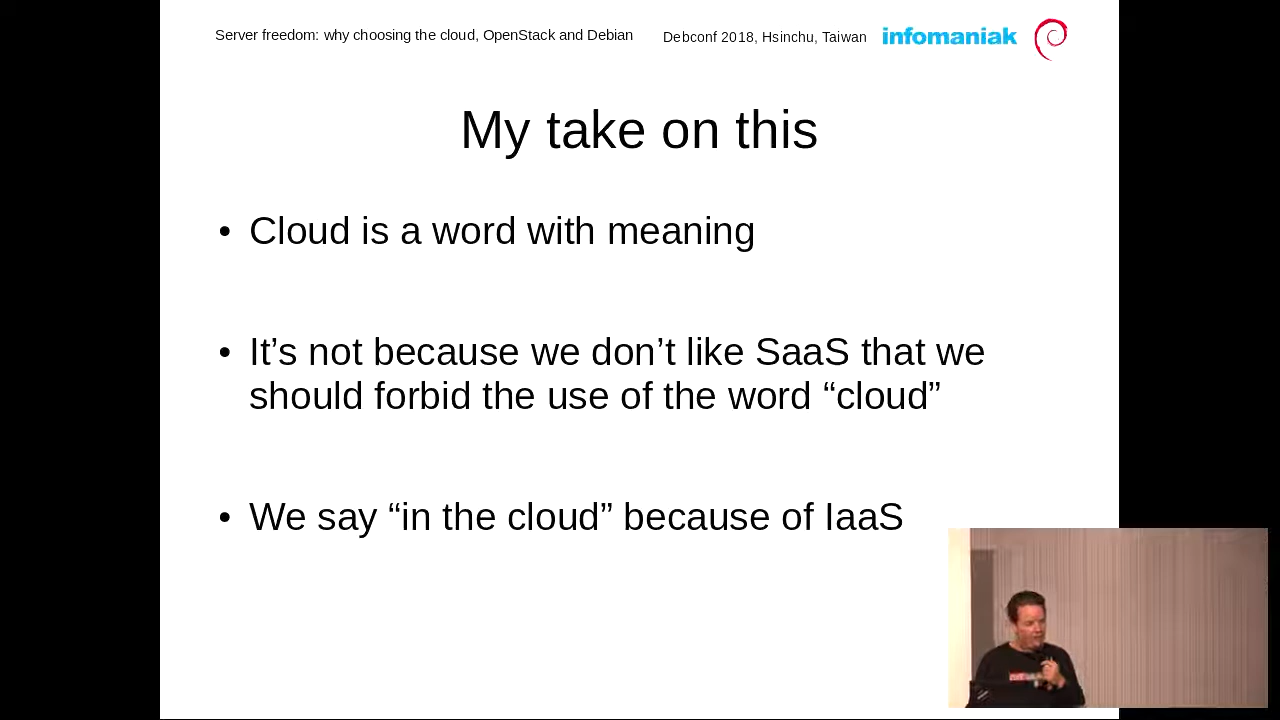 Server freedom: why choosing the cloud, OpenStack and Debian
Debconf 2018, Hsinchu, Taiwan
infomaniak
My take on this
• Cloud is a word with meaning
• It’s not because we don’t like SaaS that we
should forbid the use of the word “cloud”
• We say “in the cloud” because of IaaS